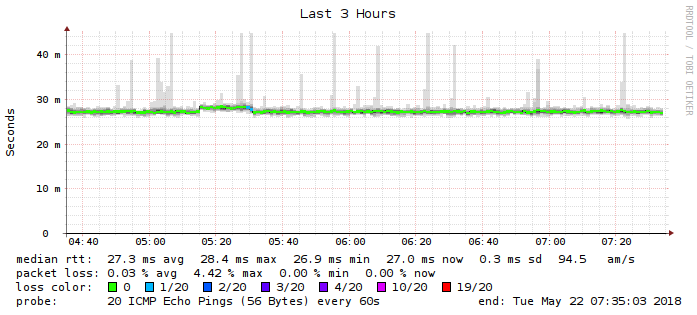 Last 3 Hours
RRDTOOL / TOBI OETIKER
Seconds
40 m
30 m
20 m
10 m
0
04:40 05:00 05:20 05:40 06:00 06:20 06:40 07:00 07:20
median rtt: 27.3 ms avg 28.4 ms max 26.9 ms min 27.0 ms now 0.3 ms sd 94.5 am/s
packet loss: 0.03 % avg 4.42 % max 0.00 % min 0.00 % now
loss color: 0 1/20 2/20 3/20 4/20 10/20 19/20
probe: 20 ICMP Echo Pings (56 Bytes) every 60s end: Tue May 22 07:35:03 2018